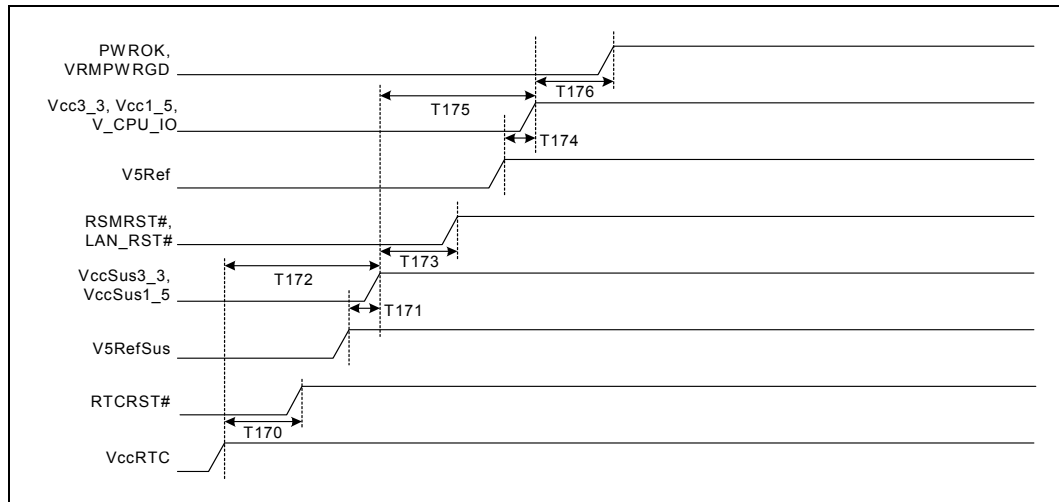 PWROK,
VRMPWRGD
T176
Vcc3_3, Vcc1_5,
V_CPU_IO
T175
T174
V5Ref
RSMRST#,
LAN_RST#
T173
VccSus3_3,
VccSus1_5
T172
T171
V5RefSus
RTCRST#
T170
VccRTC